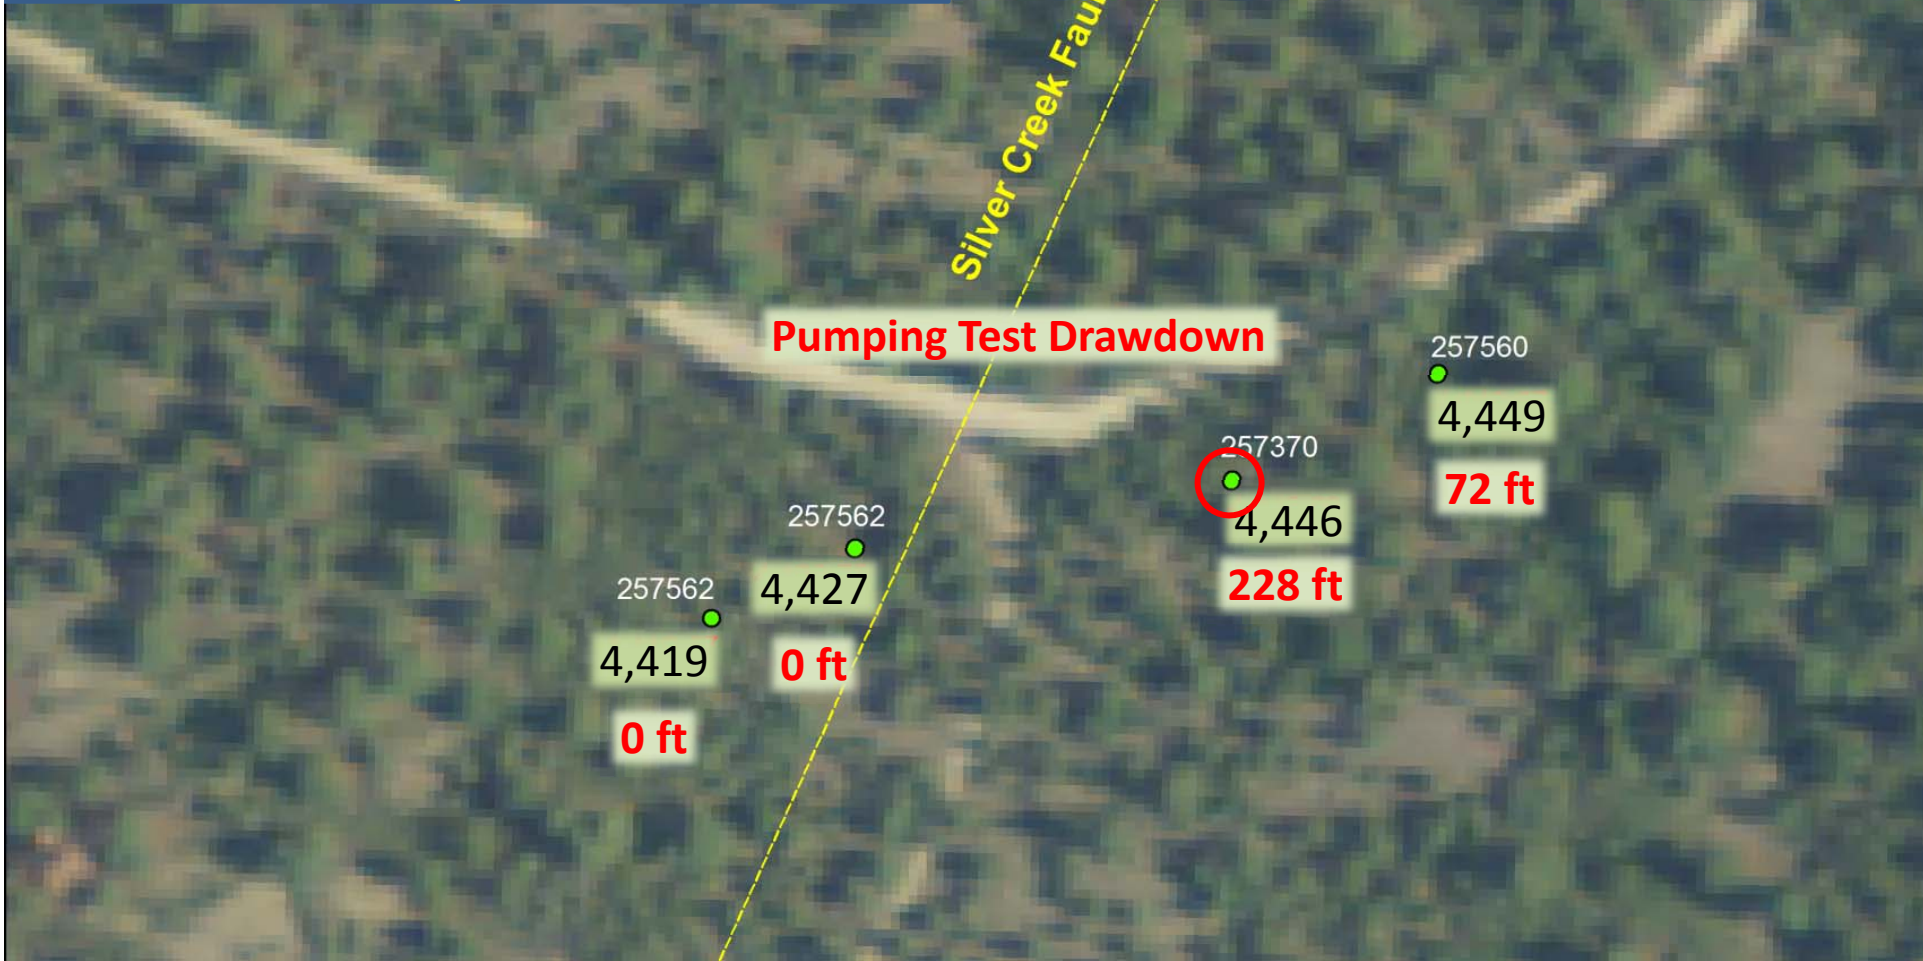 Silver Creek Faul
Pumping Test Drawdown
257560
4,449
72 ft
257370
4,446
228 ft
257562
4,427
0 ft
257562
4,419
0 ft